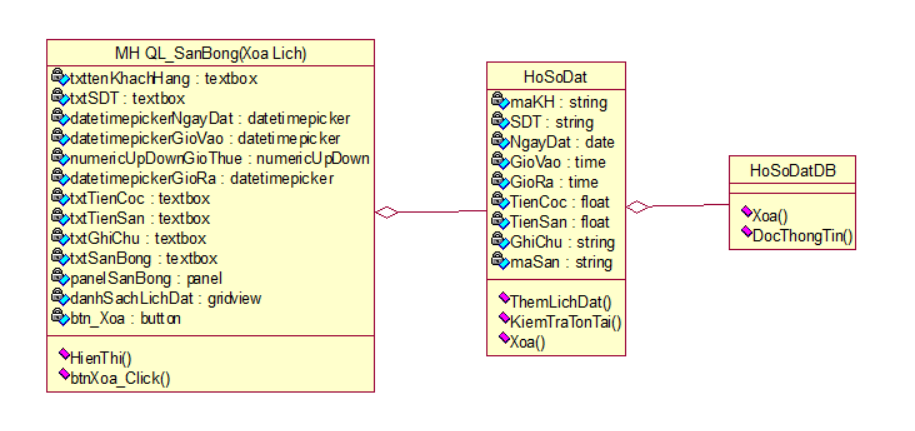 MH QL_SanBong(Xoa Lich)
txttenKhachHang : textbox
txtSDT : textbox
datetimepickerNgayDat : datetimepicker
datetimepickerGioVao : datetimepicker
numericUpDownGioThue : numericUpDown
datetimepickerGioRa : datetimepicker
txtTienCoc : textbox
txtTienSan : textbox
txtGhiChu : textbox
txtSanBong : textbox
panelSanBong : panel
danhSachLichDat : gridview
btn_Xoa : button
HienThi()
btnXoa_Click()
HoSoDat
maKH : string
SDT : string
NgayDat : date
GioVao : time
GioRa : time
TienCoc : float
TienSan : float
GhiChu : string
maSan : string
ThemLichDat()
KiemTraTonTai()
Xoa()
HoSoDatDB
Xoa()
DocThongTin()